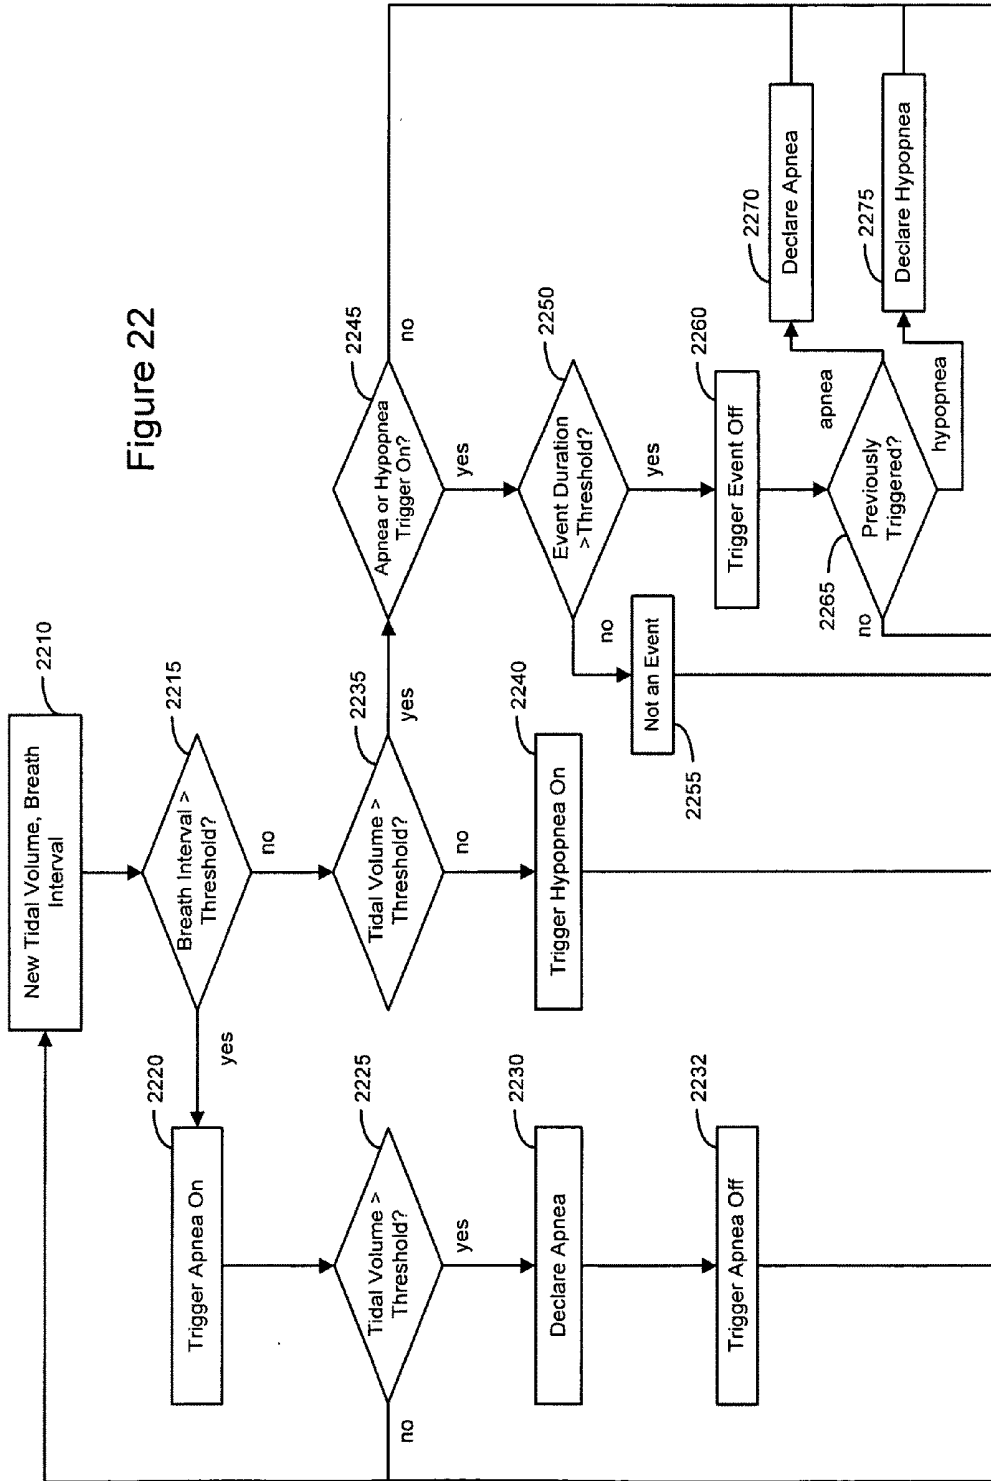 Figure 22
New Tidal Volume, Breath
Interval
2210
Breath Interval >
Threshold?
2215
yes
no
Trigger Apnea On
2220
Tidal Volume >
Threshold?
2225
no
yes
Declare Apnea
2230
Trigger Apnea Off
2232
Tidal Volume >
Threshold?
2235
yes
no
Trigger Hypopnea On
2240
Apnea or Hypopnea
Trigger On?
2245
no
yes
Event Duration
>Threshold?
2250
no
yes
Not an Event
2255
Trigger Event Off
2260
Previously
Triggered?
2265
no
apnea
hypopnea
Declare Apnea
2270
Declare Hypopnea
2275